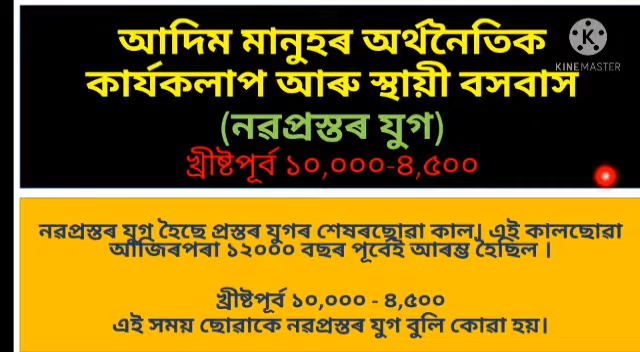 আদিম মানুহৰ অৰ্থনৈতিক
কাৰ্যকলাপ আৰু স্থায়ী বসবাস
(নৱপ্ৰস্তৰ যুগ)
খ্ৰীষ্টপূৰ্ব ১০,০০০-৪,৫০০
KINEMASTER
নৱপ্ৰস্তৰ যুগ হৈছে প্ৰস্তৰ যুগৰ শেষৰছোৱা কাল। এই কালছোৱা
আজিৰপৰা ১২০০০ বছৰ পূৰ্বেই আৰম্ভ হৈছিল ।
খ্ৰীষ্টপূৰ্ব ১০,০০০ - ৪,৫০০
এই সময় ছোৱাকে নৱপ্ৰস্তৰ যুগ বুলি কোৱা হয়।